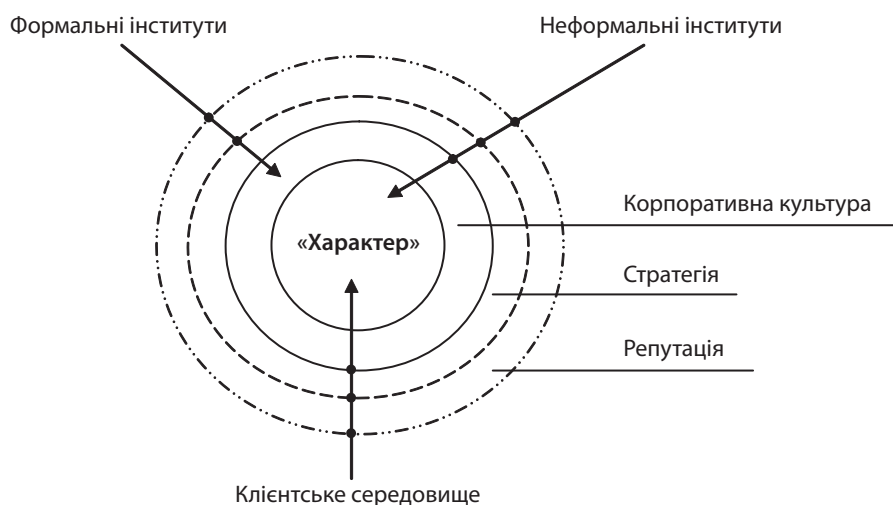 Формальні інститути
Неформальні інститути
Корпоративна культура
«Характер»
Стратегія
Репутація
Клієнтське середовище